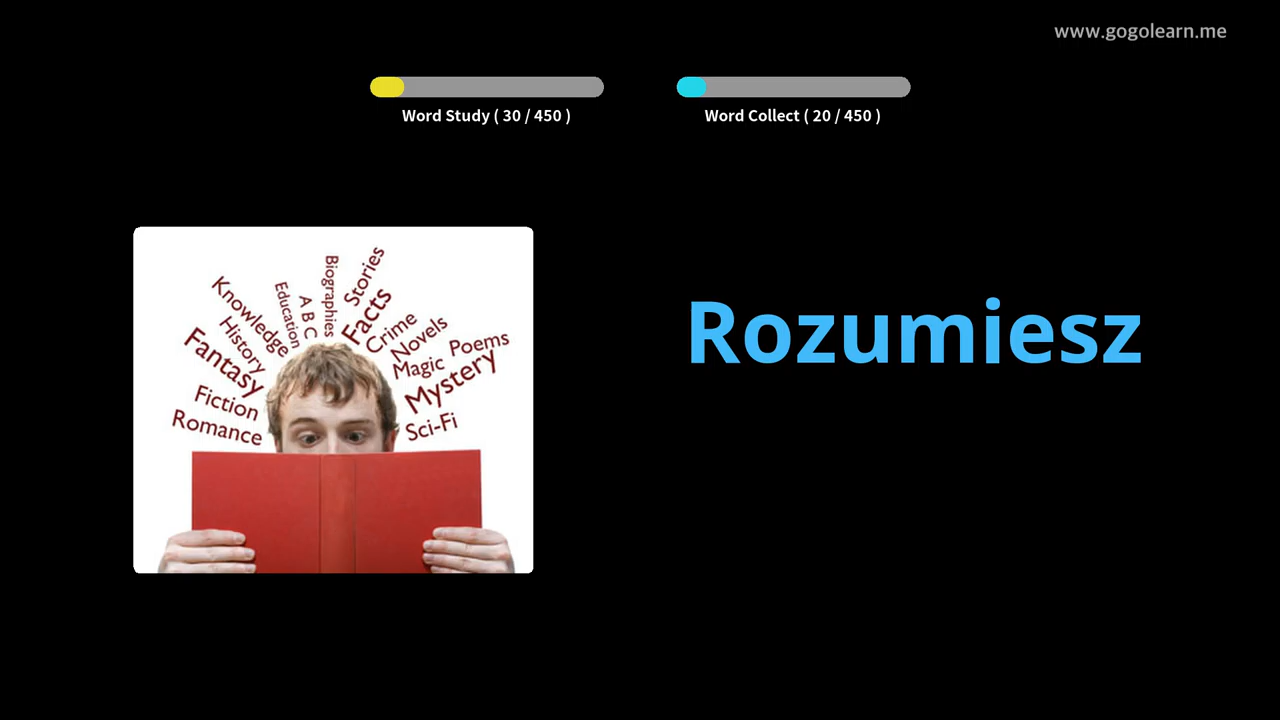 www.gogolearn.me
Word Study ( 30 / 450 )
Word Collect ( 20 / 450 )
Rozumiesz
Biographies
Stories
Education
A B C
Facts
Knowledge
Crime
History
Novels
Poems
Fantasy
Magic
Mystery
Fiction
Romance
Sci-Fi